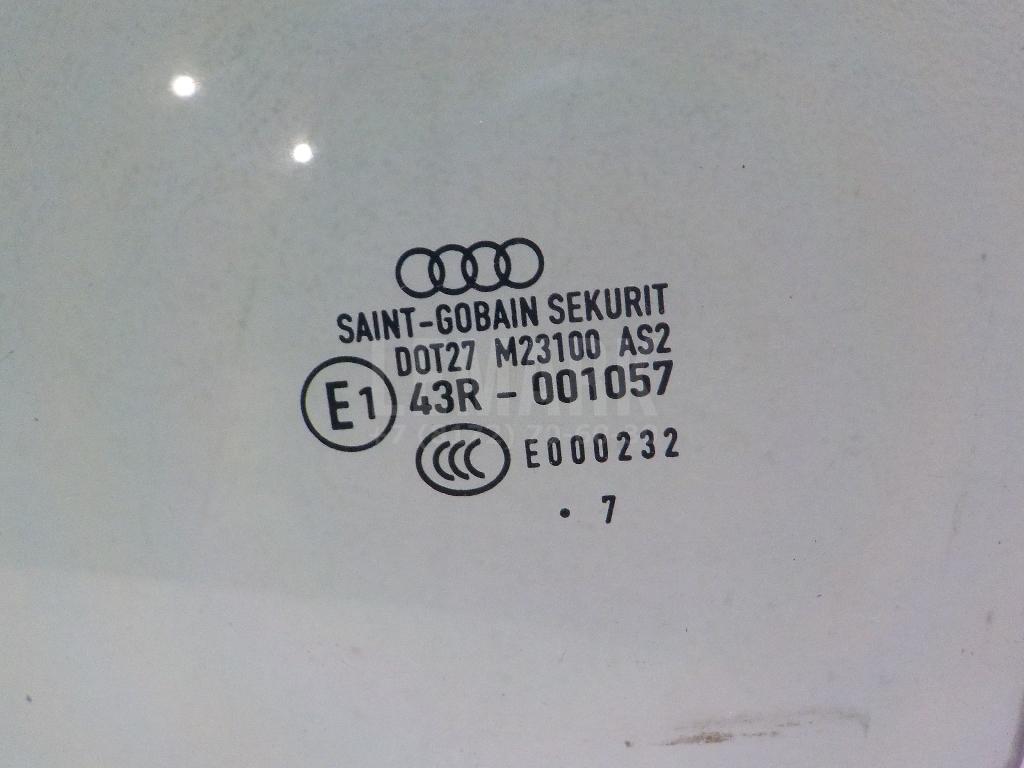 SAINT-GOBAIN SEKURIT
DOT27 M23100 AS2
E1 43R - 001057
CCC E000232
. 7